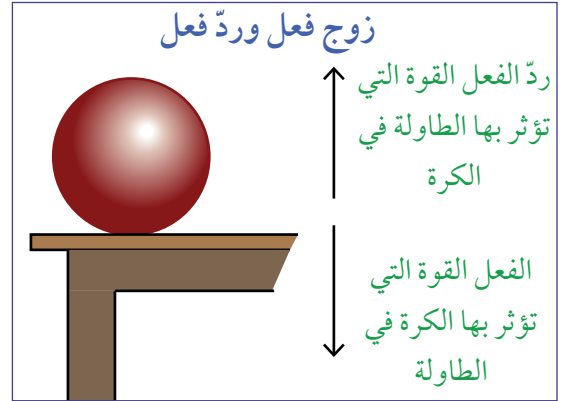 زوج فعل وردّ فعل
ردّ الفعل القوة التي
تؤثر بها الطاولة في
الكرة
الفعل القوة التي
تؤثر بها الكرة في
الطاولة